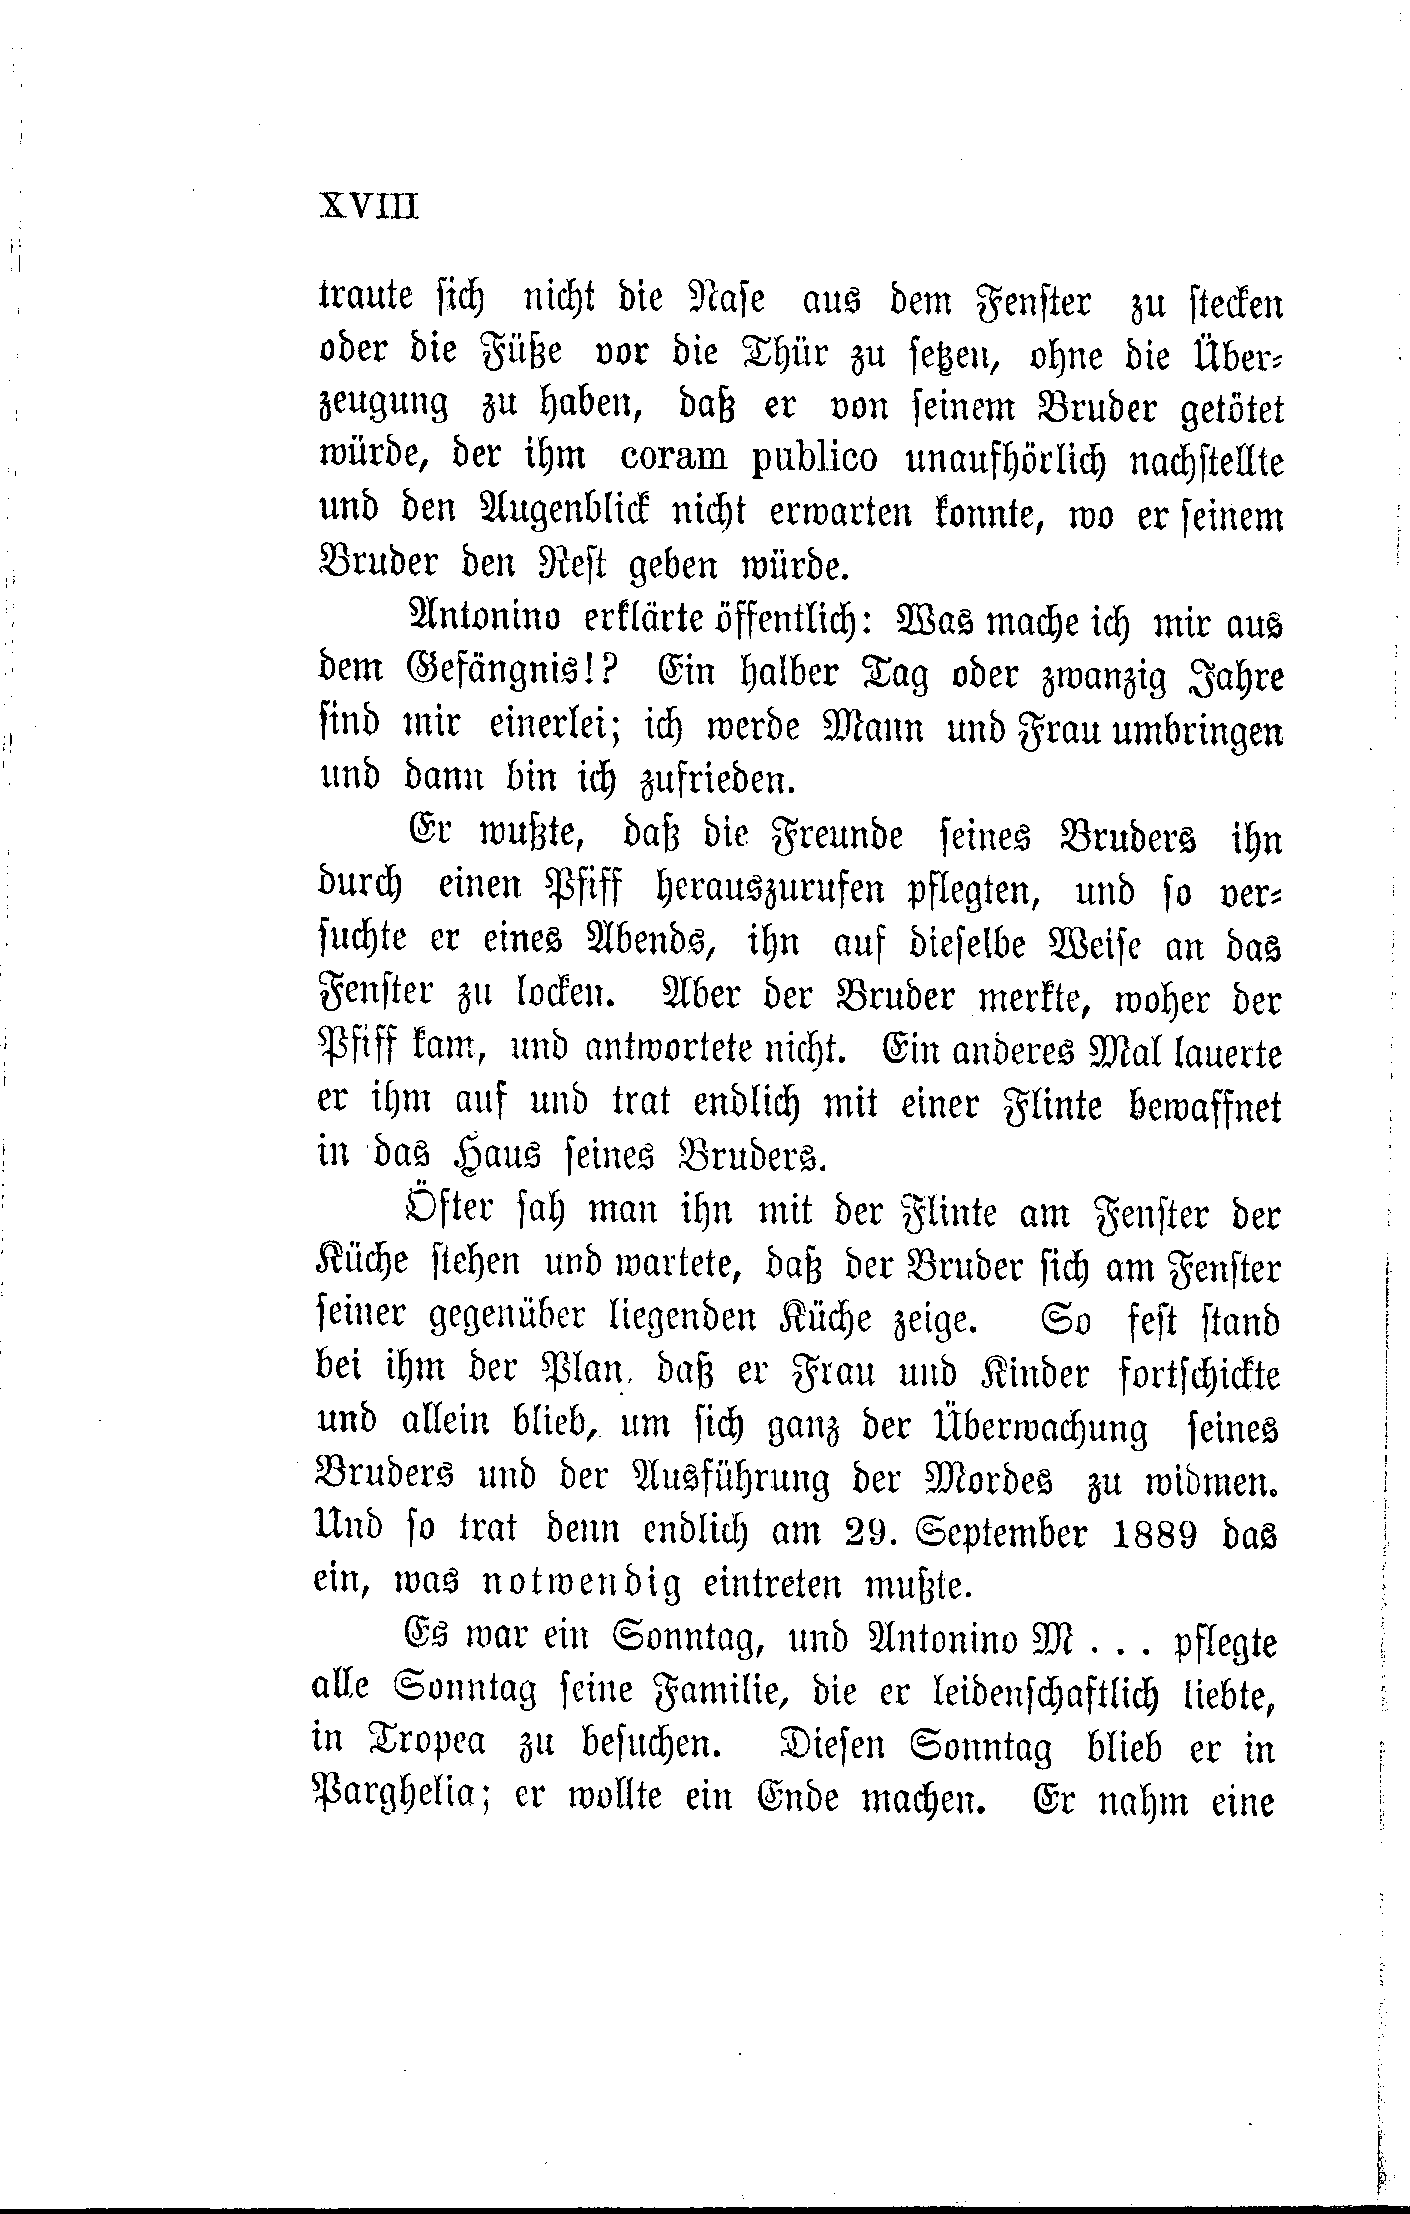 XVIII
traute sich nicht die Nase aus dem Fenster zu stecken
oder die Füße vor die Thür zu setzen, ohne die Über-
zeugung zu haben, daß er von seinem Bruder getötet
würde, der ihm coram publico unaufhörlich nachstellte
und den Augenblick nicht erwarten konnte, wo er seinem
Bruder den Rest geben würde.
Antonino erklärte öffentlich: Was mache ich mir aus
dem Gefängnis!? Ein halber Tag oder zwanzig Jahre
sind mir einerlei; ich werde Mann und Frau umbringen
und dann bin ich zufrieden.
Er wußte, daß die Freunde seines Bruders ihn
durch einen Pfiff herauszurufen pflegten, und so ver-
suchte er eines Abends, ihn auf dieselbe Weise an das
Fenster zu locken. Aber der Bruder merkte, woher der
Pfiff kam, und antwortete nicht. Ein anderes Mal lauerte
er ihm auf und trat endlich mit einer Flinte bewaffnet
in das Haus seines Bruders.
Öfter sah man ihn mit der Flinte am Fenster der
Küche stehen und wartete, daß der Bruder sich am Fenster
seiner gegenüber liegenden Küche zeige. So fest stand
bei ihm der Plan, daß er Frau und Kinder fortschickte
und allein blieb, um sich ganz der Überwachung seines
Bruders und der Ausführung der Mordes zu widmen.
Und so trat denn endlich am 29. September 1889 das
ein, was notwendig eintreten mußte.
Es war ein Sonntag, und Antonino M . . . pflegte
alle Sonntag seine Familie, die er leidenschaftlich liebte,
in Tropea zu besuchen. Diesen Sonntag blieb er in
Parghelia; er wollte ein Ende machen. Er nahm eine